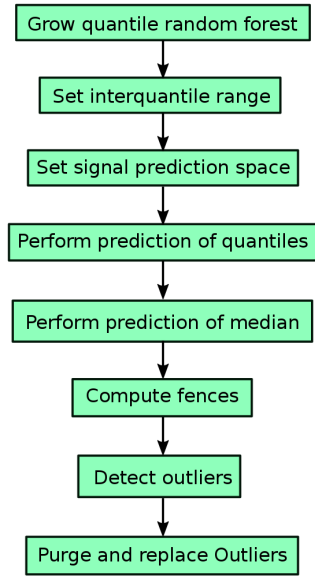 Grow quantile random forest
Set interquantile range
Set signal prediction space
Perform prediction of quantiles
Perform prediction of median
Compute fences
Detect outliers
Purge and replace Outliers